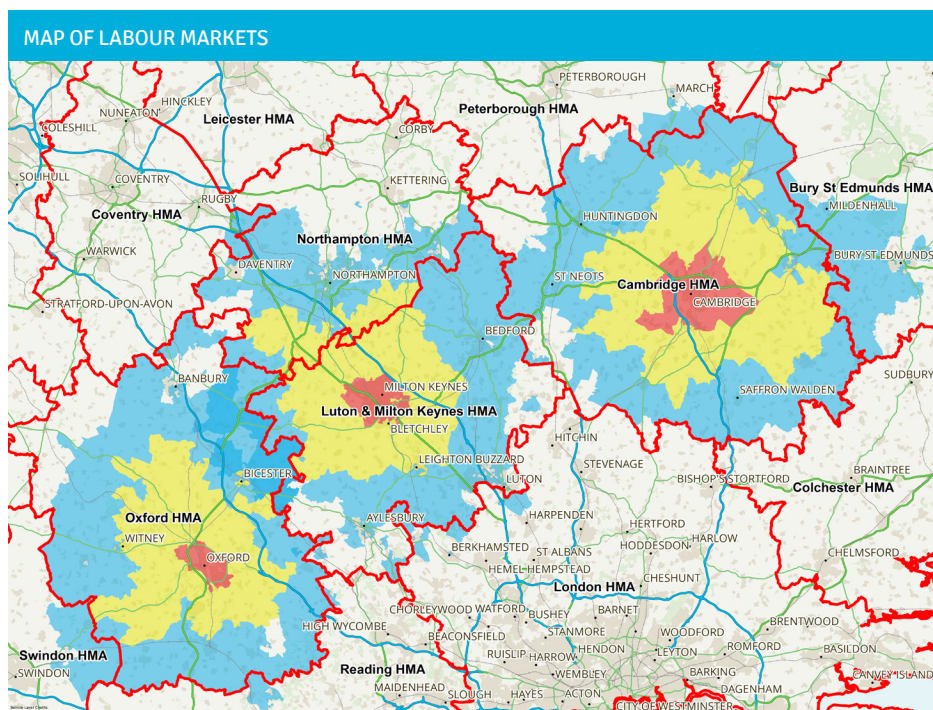 MAP OF LABOUR MARKETS
PETERBOROUGH
MARCH
HINCKLEY
NUNEATON
Leicester HMA
Peterborough HMA
COLESHILL
CORBY
SOLIHULL
COVENTRY
KETTERING
Bury St Edmunds HMA
RUGBY
MILDENHALL
Coventry HMA
HUNTINGDON
Northampton HMA
WARWICK
BURY ST EDMUNDS
DAVENTRY
NORTHAMPTON
ST NEOTS
Cambridge HMA
STRATFORD-UPON-AVON
CAMBRIDGE
BEDFORD
BANBURY
MILTON KEYNES
SAFFRON WALDEN
SUDBURY
Luton & Milton Keynes HMA
BLETCHLEY
HITCHIN
LEIGHTON BUZZARD
STEVENAGE
BICESTER
LUTON
BISHOP'S STORTFORD
BRAINTREE
Colchester HMA
Oxford HMA
AYLESBURY
HARPENDEN
HERTFORD
WITNEY
BERKHAMSTED
ST ALBANS
HODDESDON
HARLOW
CHELMSFORD
OXFORD
HEMEL HEMPSTEAD
CHESHUNT
London HMA
CHORLEYWOOD
WATFORD
BUSHEY
BARNET
BRENTWOOD
HIGH WYCOMBE
STANMORE
WOODFORD
BEACONSFIELD
HENDON
LEYTON
ROMFORD
BASILDON
Swindon HMA
RUISLIP
HARROW
Reading HMA
WEMBLEY
BARKING
SWINDON
CANVEY ISLAND
MAIDENHEAD
SLOUGH
HAYES
ACTON
DAGENHAM
CITY OF WESTMINSTER